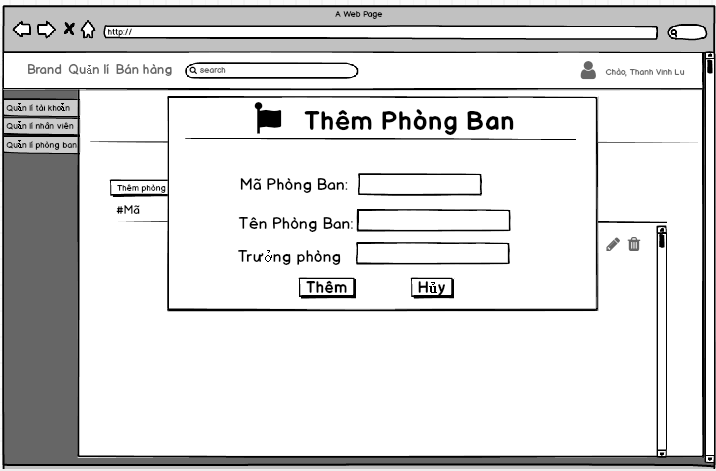 A Web Page
http://
Brand Quản lí Bán hàng
search
Chào, Thanh Vinh Lu
Quản lí tài khoản
Quản lí nhân viên
Quản lí phòng ban
Thêm Phòng Ban
Thêm phòng
#Mã
Mã Phòng Ban:
Tên Phòng Ban:
Trưởng phòng
Thêm
Hủy